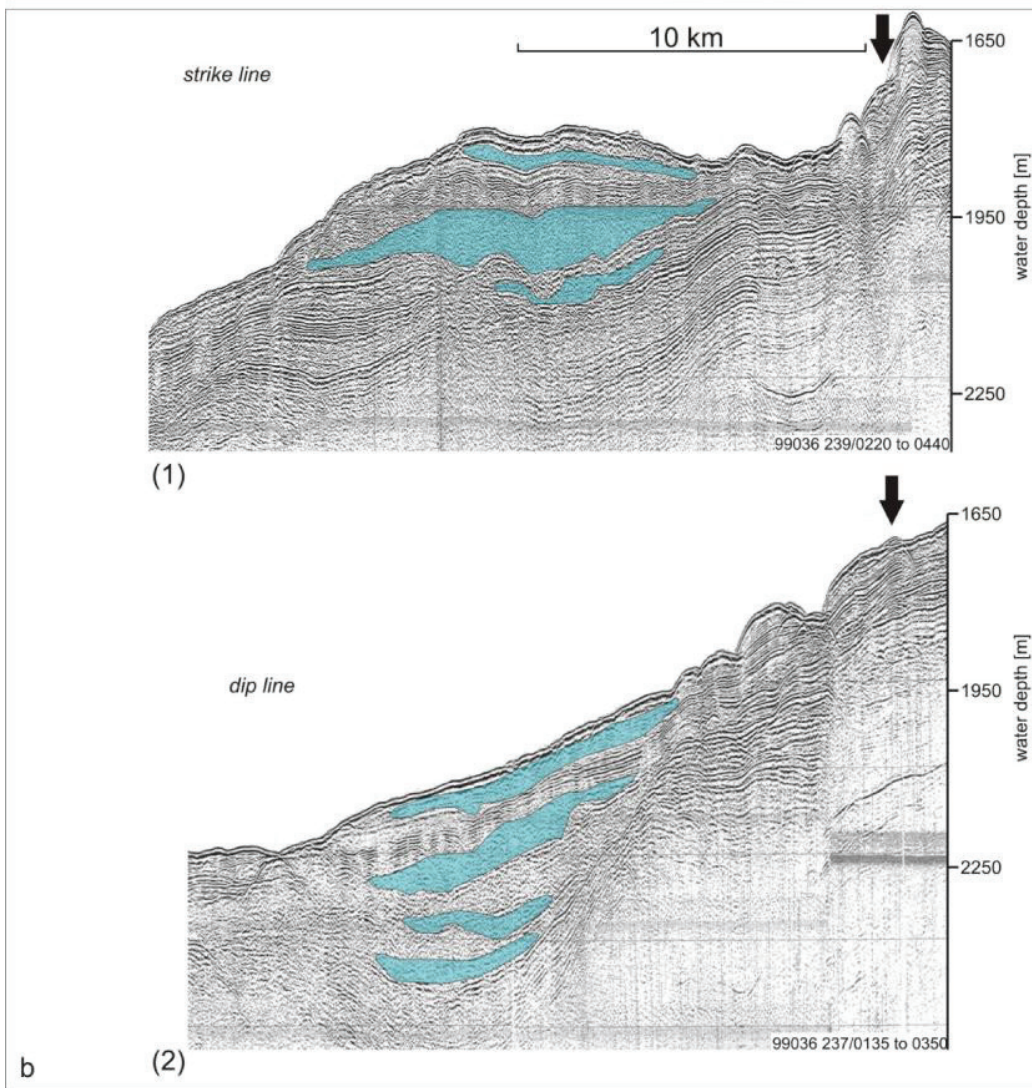 10 km
1650
strike line
1950
water depth [m]
2250
99036 239/0220 to 0440
(1)
1650
dip line
1950
water depth [m]
2250
99036 237/0135 to 0350
(2)
b